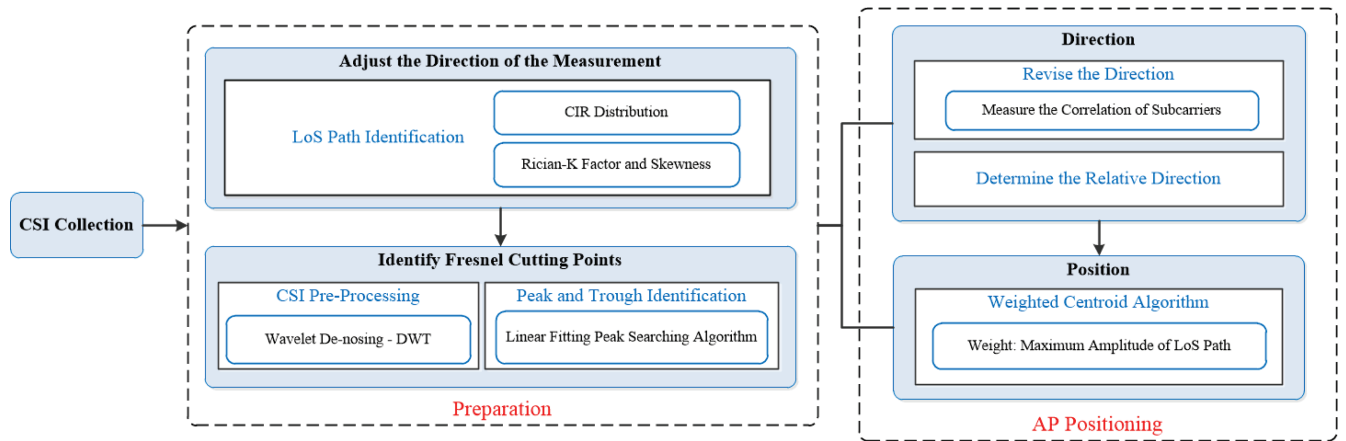 CSI Collection
Adjust the Direction of the Measurement
LoS Path Identification
CIR Distribution
Rician-K Factor and Skewness
Identify Fresnel Cutting Points
CSI Pre-Processing
Wavelet De-nosing - DWT
Peak and Trough Identification
Linear Fitting Peak Searching Algorithm
Preparation
Direction
Revise the Direction
Measure the Correlation of Subcarriers
Determine the Relative Direction
Position
Weighted Centroid Algorithm
Weight: Maximum Amplitude of LoS Path
AP Positioning